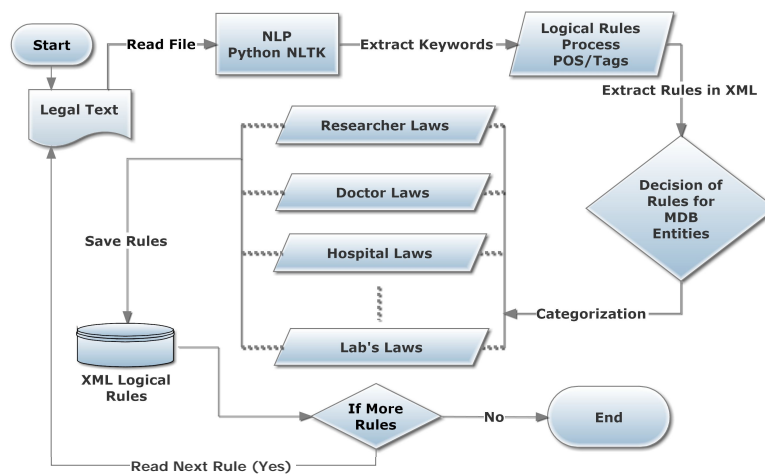 Start
Read File
NLP
Python NLTK
Extract Keywords
Logical Rules
Process
POS/Tags
Legal Text
Extract Rules in XML
Researcher Laws
Decision of
Rules for
MDB
Entities
Doctor Laws
Save Rules
Hospital Laws
Categorization
Lab's Laws
XML Logical
Rules
If More
Rules
No
End
Read Next Rule (Yes)